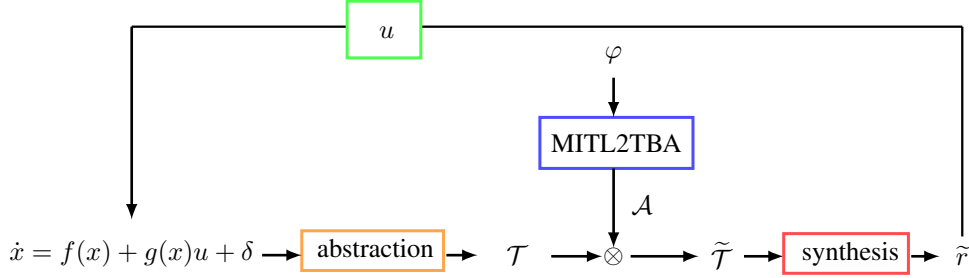 u
φ
MITL2TBA
𝒜
ẋ = f(x) + g(x)u + δ abstraction 𝒯 ⊗ 𝒯̃ synthesis r̃